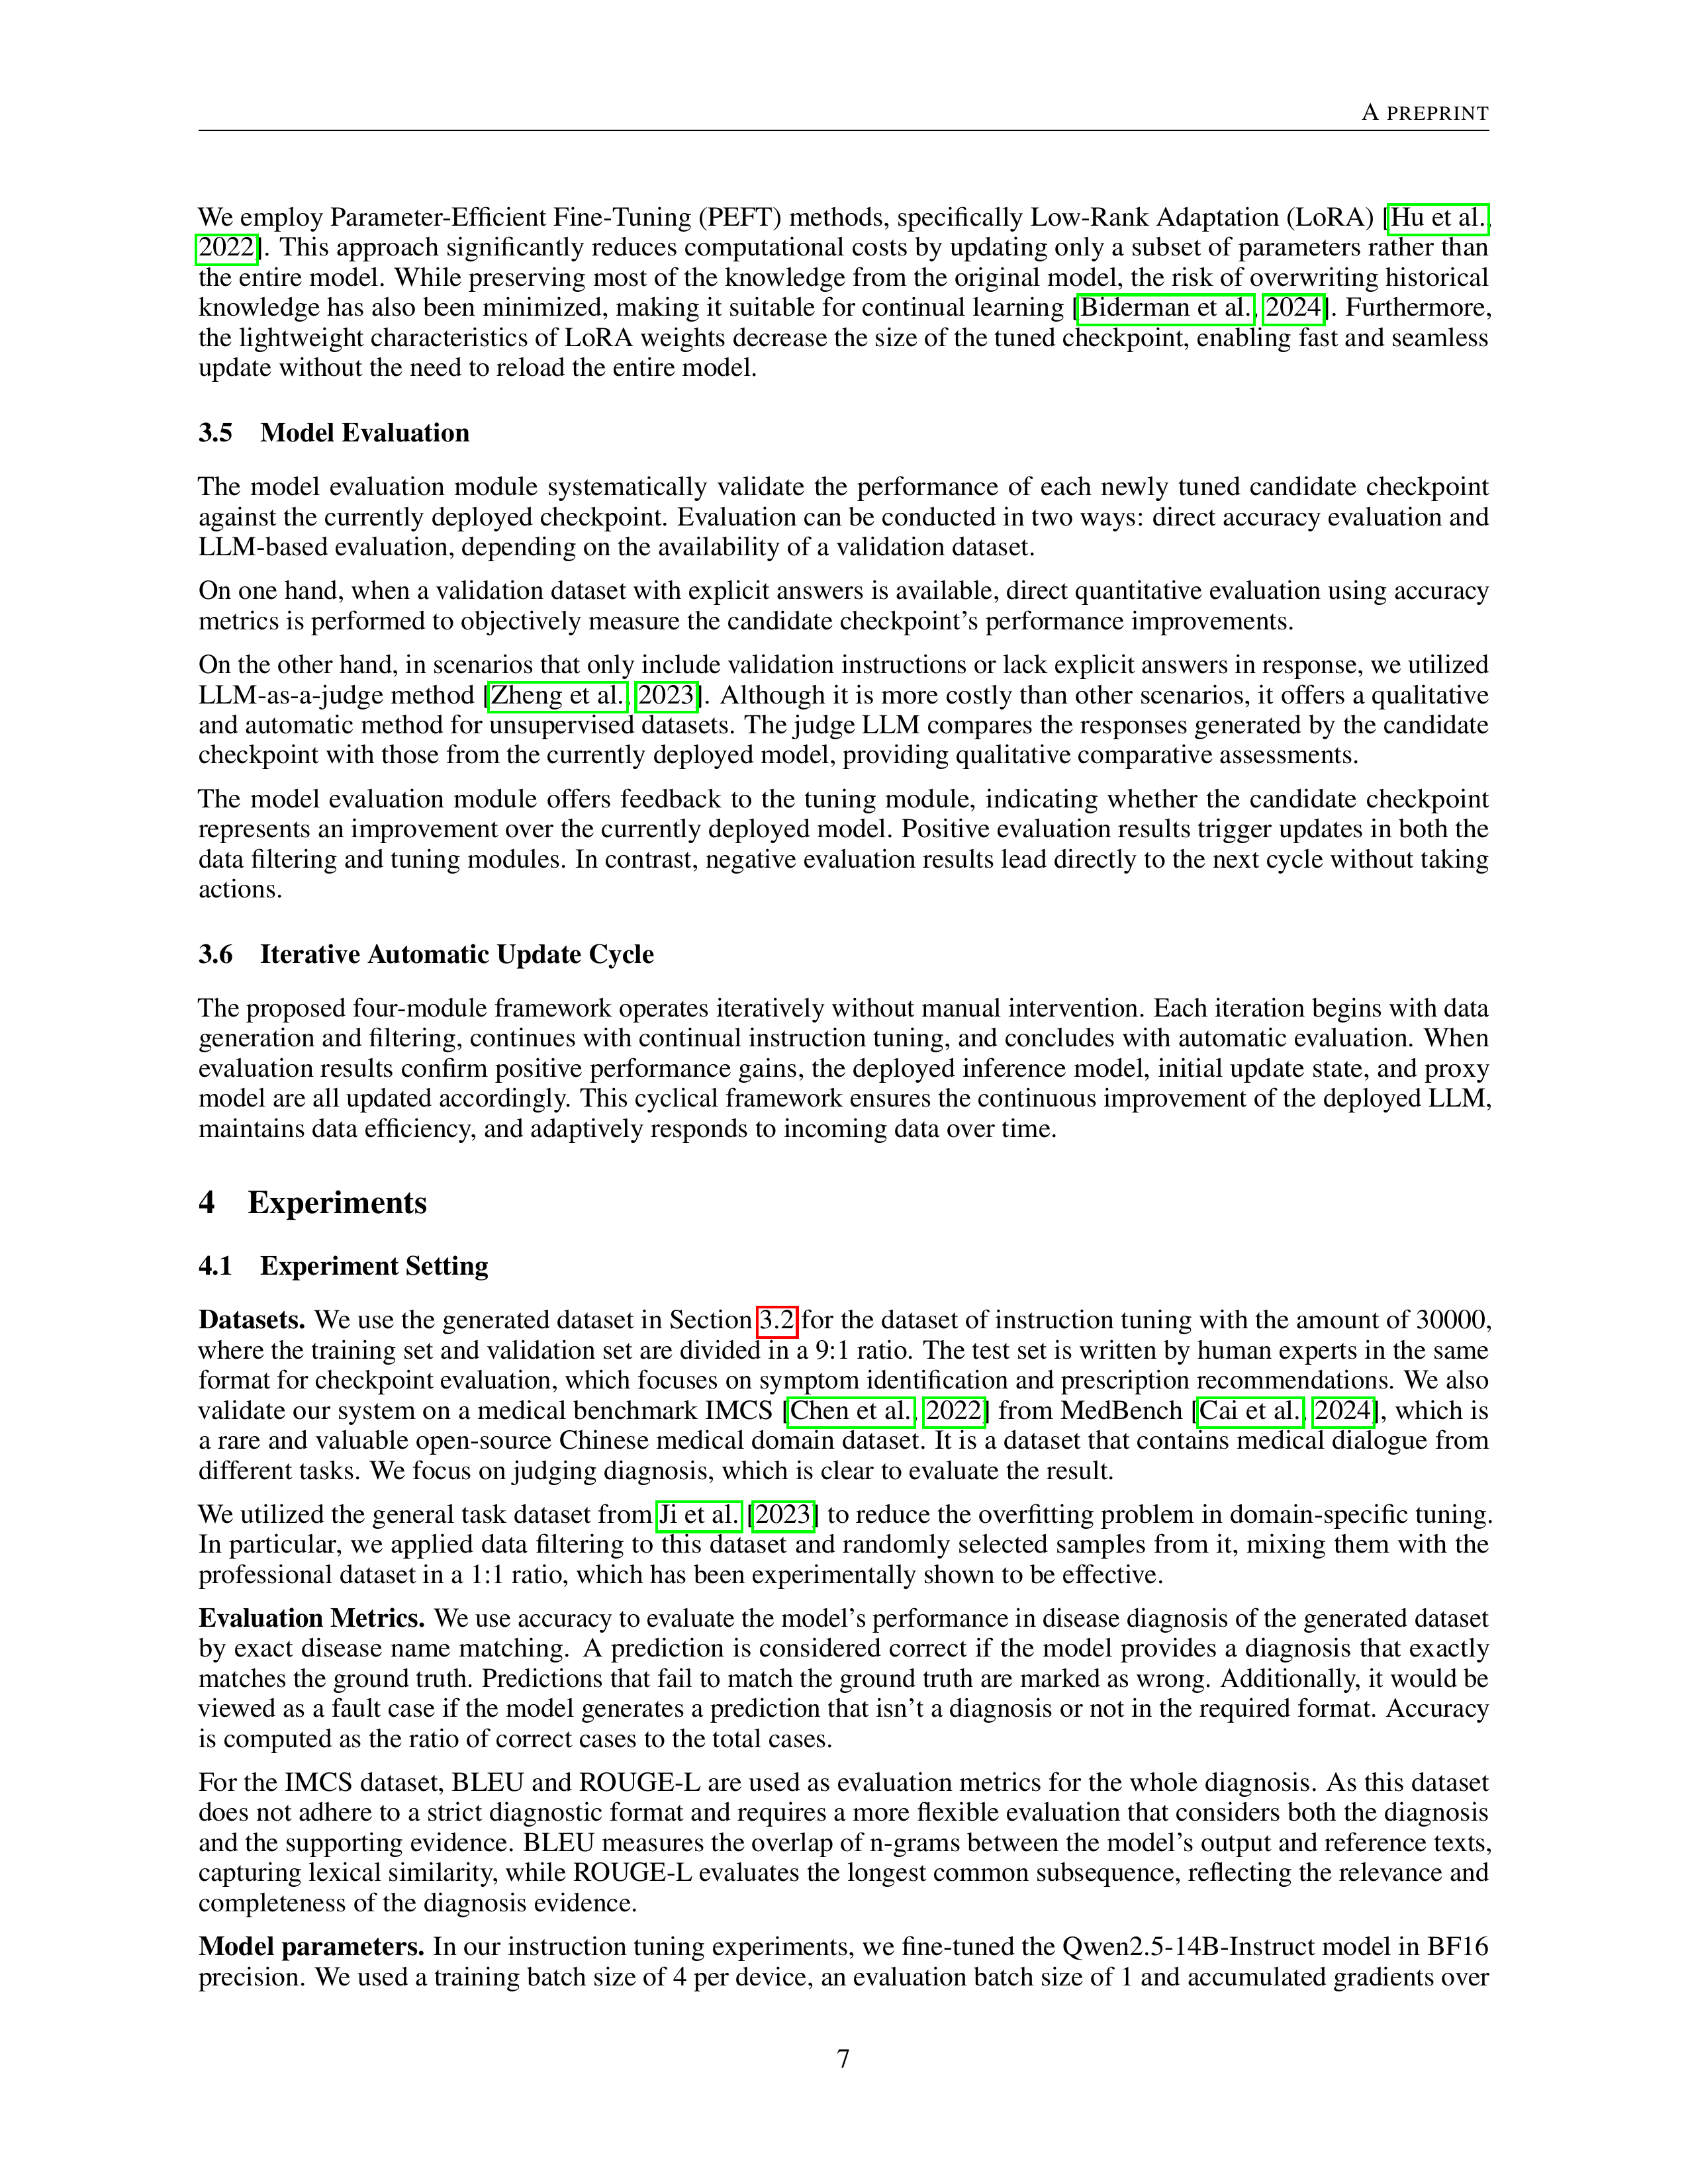 A PREPRINT
We employ Parameter-Efficient Fine-Tuning (PEFT) methods, specifically Low-Rank Adaptation (LoRA) [Hu et al.,
2022]. This approach significantly reduces computational costs by updating only a subset of parameters rather than
the entire model. While preserving most of the knowledge from the original model, the risk of overwriting historical
knowledge has also been minimized, making it suitable for continual learning [Biderman et al., 2024]. Furthermore,
the lightweight characteristics of LoRA weights decrease the size of the tuned checkpoint, enabling fast and seamless
update without the need to reload the entire model.
3.5 Model Evaluation
The model evaluation module systematically validate the performance of each newly tuned candidate checkpoint
against the currently deployed checkpoint. Evaluation can be conducted in two ways: direct accuracy evaluation and
LLM-based evaluation, depending on the availability of a validation dataset.
On one hand, when a validation dataset with explicit answers is available, direct quantitative evaluation using accuracy
metrics is performed to objectively measure the candidate checkpoint's performance improvements.
On the other hand, in scenarios that only include validation instructions or lack explicit answers in response, we utilized
LLM-as-a-judge method [Zheng et al., 2023]. Although it is more costly than other scenarios, it offers a qualitative
and automatic method for unsupervised datasets. The judge LLM compares the responses generated by the candidate
checkpoint with those from the currently deployed model, providing qualitative comparative assessments.
The model evaluation module offers feedback to the tuning module, indicating whether the candidate checkpoint
represents an improvement over the currently deployed model. Positive evaluation results trigger updates in both the
data filtering and tuning modules. In contrast, negative evaluation results lead directly to the next cycle without taking
actions.
3.6 Iterative Automatic Update Cycle
The proposed four-module framework operates iteratively without manual intervention. Each iteration begins with data
generation and filtering, continues with continual instruction tuning, and concludes with automatic evaluation. When
evaluation results confirm positive performance gains, the deployed inference model, initial update state, and proxy
model are all updated accordingly. This cyclical framework ensures the continuous improvement of the deployed LLM,
maintains data efficiency, and adaptively responds to incoming data over time.
4 Experiments
4.1 Experiment Setting
Datasets. We use the generated dataset in Section 3.2 for the dataset of instruction tuning with the amount of 30000,
where the training set and validation set are divided in a 9:1 ratio. The test set is written by human experts in the same
format for checkpoint evaluation, which focuses on symptom identification and prescription recommendations. We also
validate our system on a medical benchmark IMCS [Chen et al., 2022] from MedBench [Cai et al., 2024], which is
a rare and valuable open-source Chinese medical domain dataset. It is a dataset that contains medical dialogue from
different tasks. We focus on judging diagnosis, which is clear to evaluate the result.
We utilized the general task dataset from Ji et al. [2023] to reduce the overfitting problem in domain-specific tuning.
In particular, we applied data filtering to this dataset and randomly selected samples from it, mixing them with the
professional dataset in a 1:1 ratio, which has been experimentally shown to be effective.
Evaluation Metrics. We use accuracy to evaluate the model's performance in disease diagnosis of the generated dataset
by exact disease name matching. A prediction is considered correct if the model provides a diagnosis that exactly
matches the ground truth. Predictions that fail to match the ground truth are marked as wrong. Additionally, it would be
viewed as a fault case if the model generates a prediction that isn't a diagnosis or not in the required format. Accuracy
is computed as the ratio of correct cases to the total cases.
For the IMCS dataset, BLEU and ROUGE-L are used as evaluation metrics for the whole diagnosis. As this dataset
does not adhere to a strict diagnostic format and requires a more flexible evaluation that considers both the diagnosis
and the supporting evidence. BLEU measures the overlap of n-grams between the model's output and reference texts,
capturing lexical similarity, while ROUGE-L evaluates the longest common subsequence, reflecting the relevance and
completeness of the diagnosis evidence.
Model parameters. In our instruction tuning experiments, we fine-tuned the Qwen2.5-14B-Instruct model in BF16
precision. We used a training batch size of 4 per device, an evaluation batch size of 1 and accumulated gradients over
7